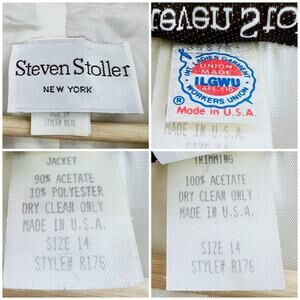 Steven Stoller
NEW YORK
SIZE 14
STYLE# R176
Steven Sto
INT'L LADIES GARMENT
UNION MADE
ILGWU
AFL-CIO
WORKERS UNION
®
Made in U.S.A.
MADE IN U.S.A.
SIZE 14
JACKET
90% ACETATE
10% POLYESTER
DRY CLEAN ONLY
MADE IN U.S.A.
SIZE 14
STYLE# R176
TRIMMING
100% ACETATE
DRY CLEAN ONLY
MADE IN U.S.A.
SIZE 14
STYLE# R176